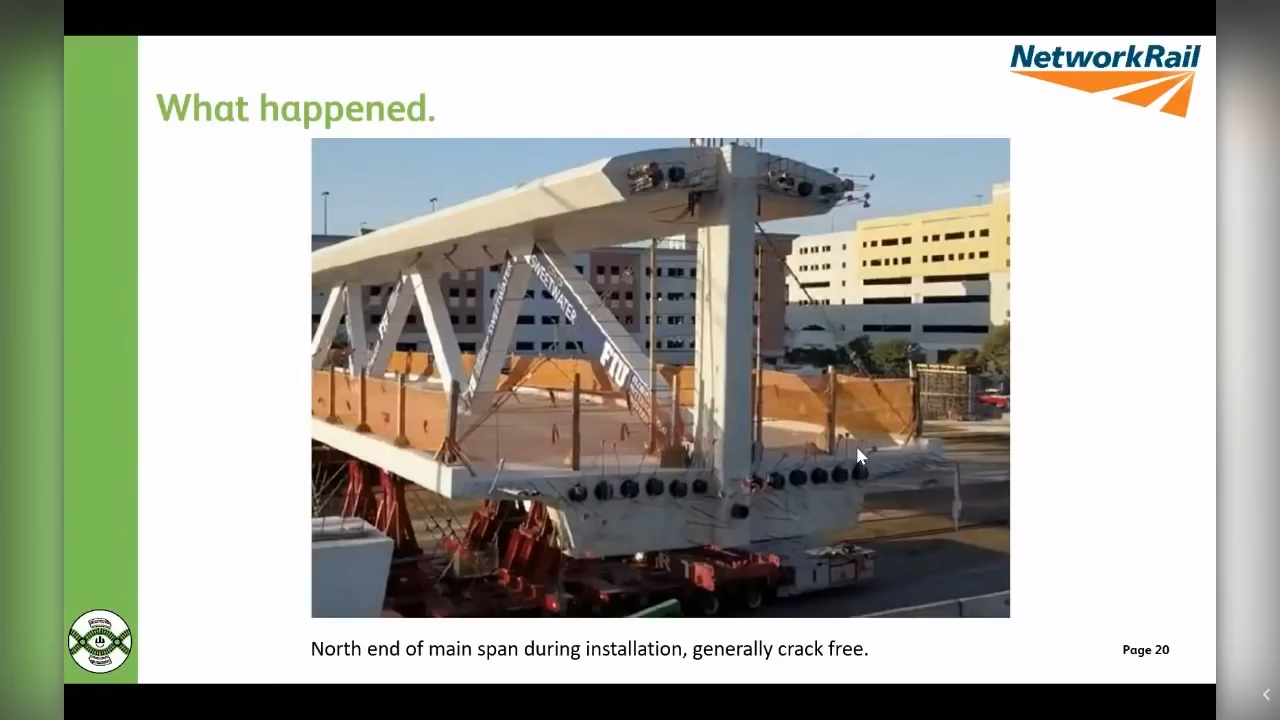 NetworkRail
What happened.
SWEETWATER
FIU
North end of main span during installation, generally crack free.
Page 20